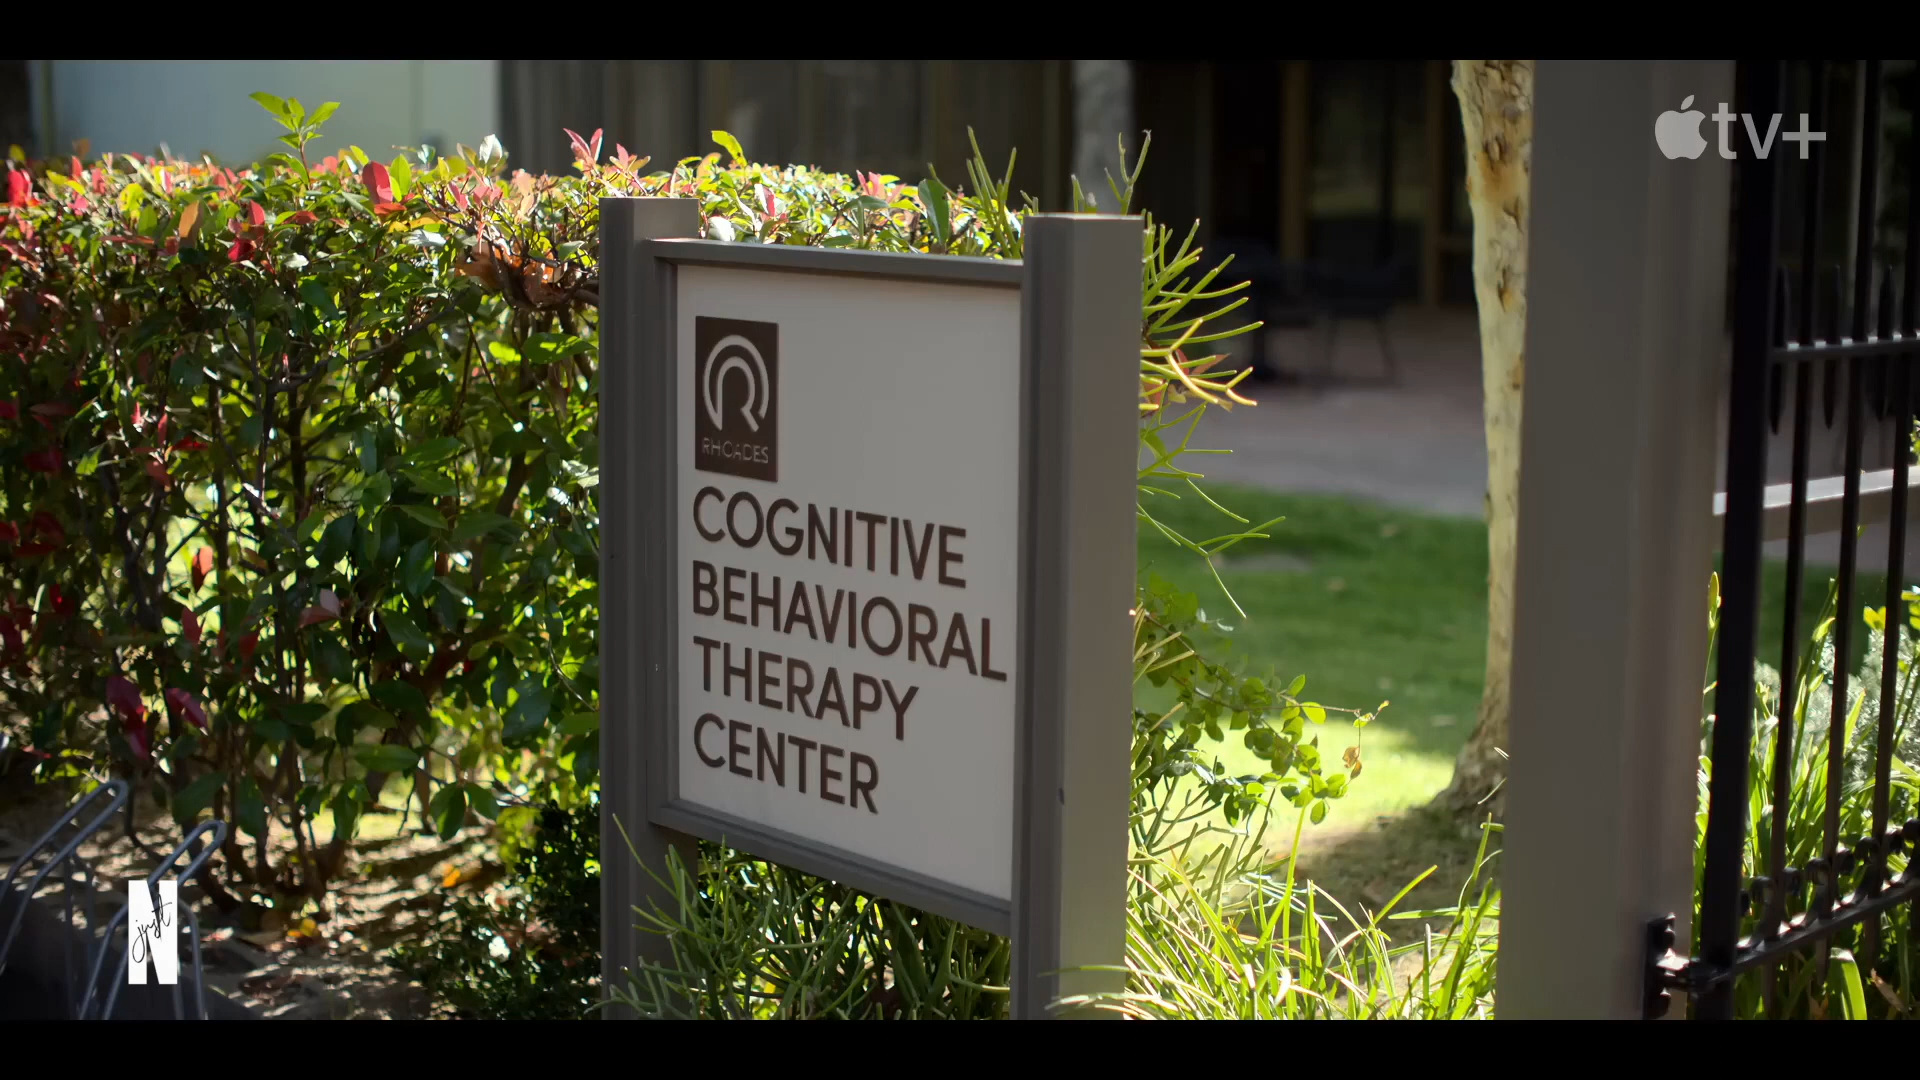 tv+
RHOADES
COGNITIVE
BEHAVIORAL
THERAPY
CENTER
just
N